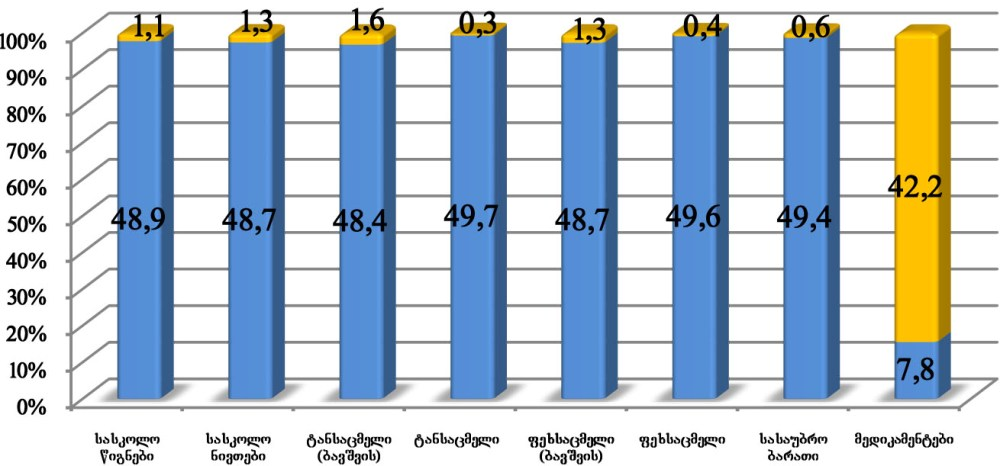 1,1 1,3 1,6 0,3 1,3 0,4 0,6
100%
90%
80%
70%
60% 42,2
50% 48,9 48,7 48,4 49,7 48,7 49,6 49,4
40%
30%
20%
10% 7,8
0%
სასკოლო სასკოლო ტანსაცმელი ტანსაცმელი ფეხსაცმელი ფეხსაცმელი სასაუბრო მედიკამენტები
წიგნები ნივთები (ბავშვის) (ბავშვის) ბარათი